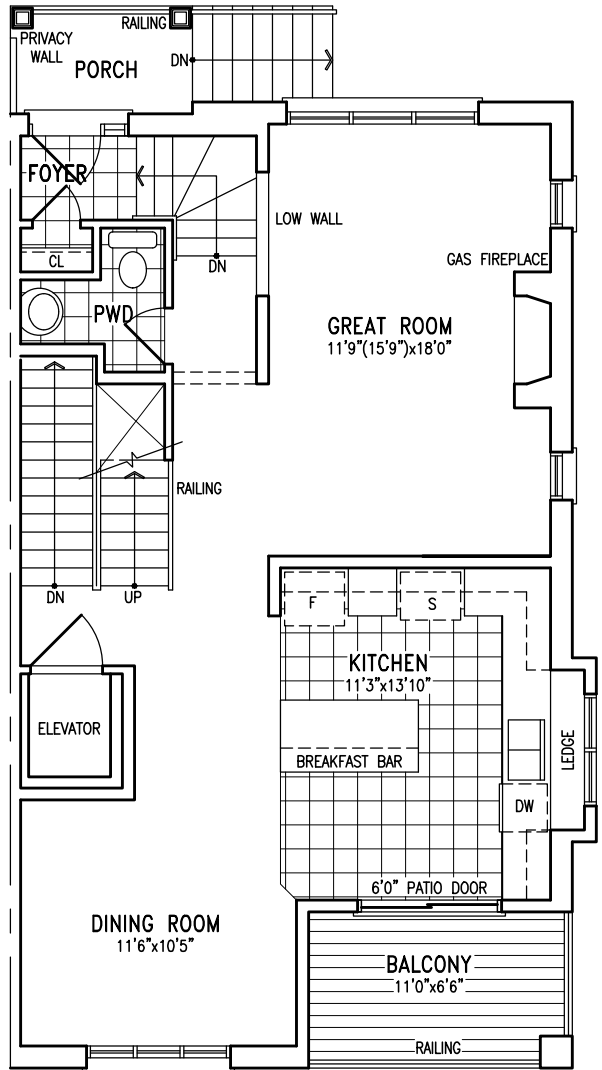 RAILING
PRIVACY
WALL
PORCH
DN
FOYER
LOW WALL
CL
DN
GAS FIREPLACE
PWD
GREAT ROOM
11'9"(15'9")x18'0"
RAILING
DN
UP
F
S
KITCHEN
11'3"x13'10"
ELEVATOR
LEDGE
BREAKFAST BAR
DW
6'0" PATIO DOOR
DINING ROOM
11'6"x10'5"
BALCONY
11'0"x6'6"
RAILING